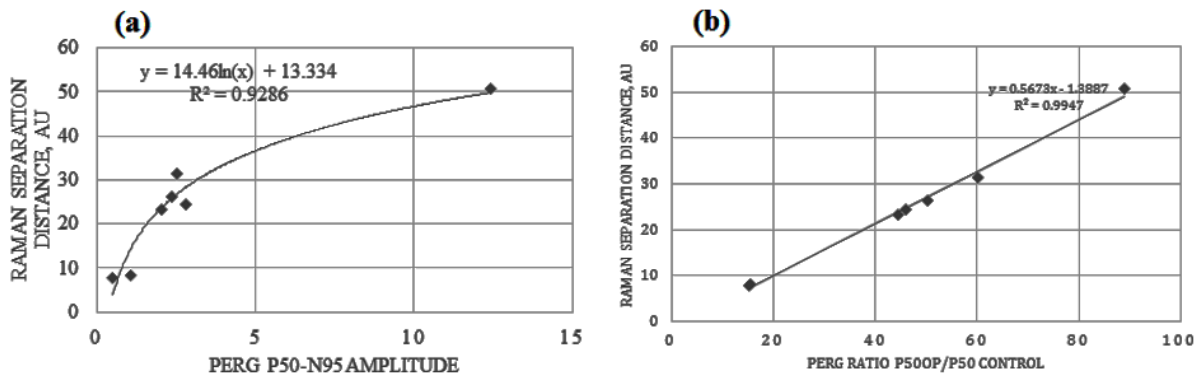 (a)
60
50
40
30
20
10
0
y = 14.46ln(x) + 13.334
R² = 0.9286
RAMAN SEPARATION
DISTANCE, AU
0 5 10 15
PERG P50-N95 AMPLITUDE
(b)
60
50
40
30
20
10
0
y = 0.5673x - 1.3887
R² = 0.9947
RAMAN SEPARATION DISTANCE, AU
0 20 40 60 80 100
PERG RATIO P50OP/P50 CONTROL